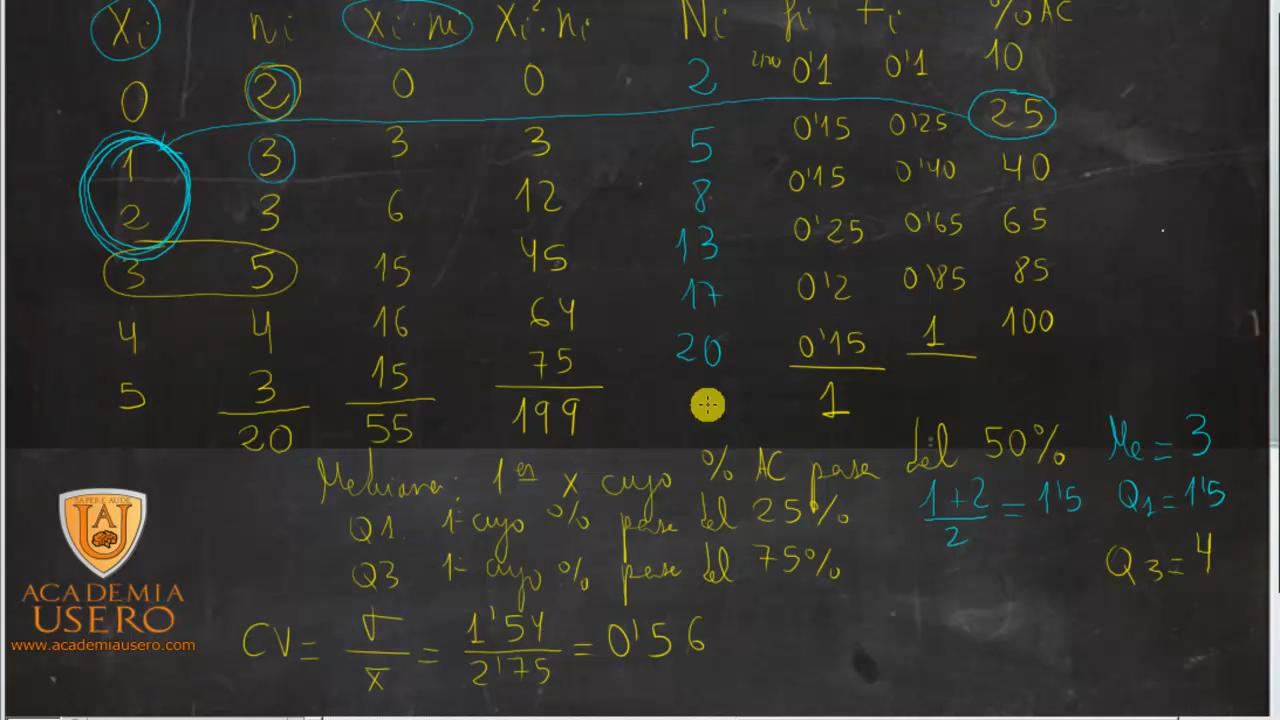 Xi ni Xi·ni Xi²·ni Ni fi Fi %AC
0 2 0 0 2 0'1 0'1 10
1 3 3 3 5 0'15 0'25 25
2 3 6 12 8 0'15 0'40 40
3 5 15 45 13 0'25 0'65 65
4 4 16 64 17 0'2 0'85 85
5 3 15 75 20 0'15 1 100
20 55 199 1
Mediana: 1er x cuyo % AC pase del 50% Me = 3
Q1 1º cuyo % pase del 25% 1+2/2 = 1'5 Q1 = 1'5
Q3 1º cuyo % pase del 75% Q3 = 4
CV = σ/x̄ = 1'54/2'75 = 0'56
SAPERE AUDE
UA
ACADEMIA
USERO
www.academiausero.com